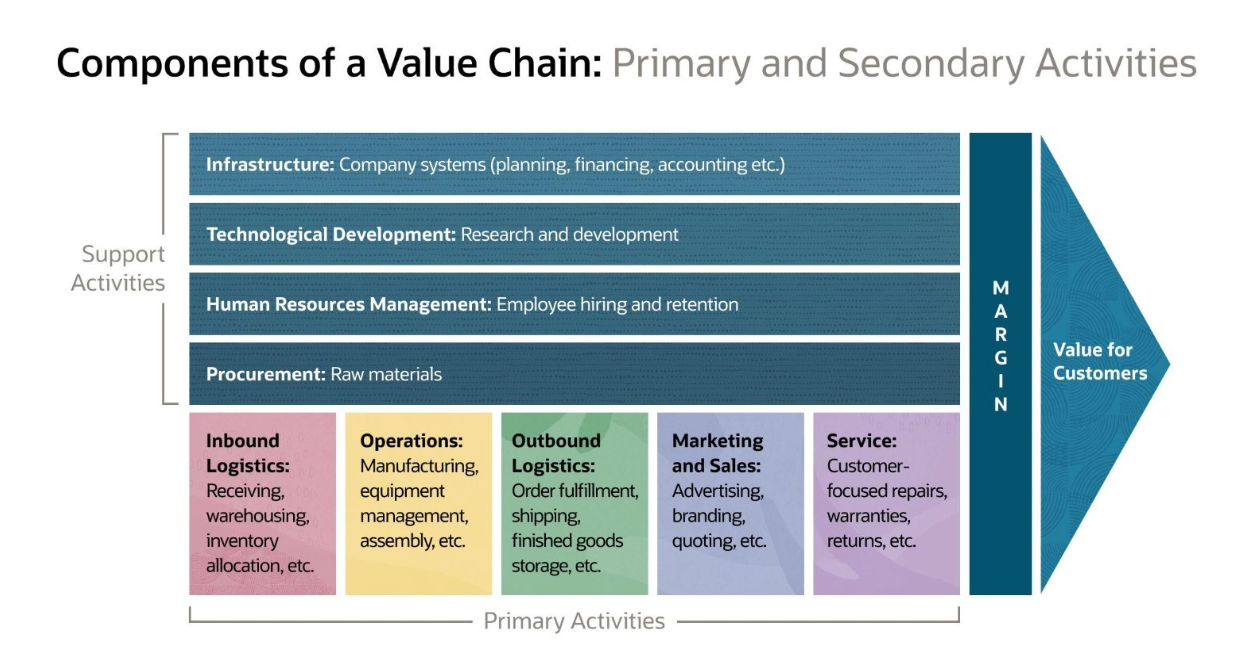 Components of a Value Chain: Primary and Secondary Activities
Support
Activities
Infrastructure: Company systems (planning, financing, accounting etc.)
Technological Development: Research and development
Human Resources Management: Employee hiring and retention
Procurement: Raw materials
Inbound
Logistics:
Receiving,
warehousing,
inventory
allocation, etc.
Operations:
Manufacturing,
equipment
management,
assembly, etc.
Outbound
Logistics:
Order fulfillment,
shipping,
finished goods
storage, etc.
Marketing
and Sales:
Advertising,
branding,
quoting, etc.
Service:
Customer-
focused repairs,
warranties,
returns, etc.
Primary Activities
MARGIN
Value for
Customers